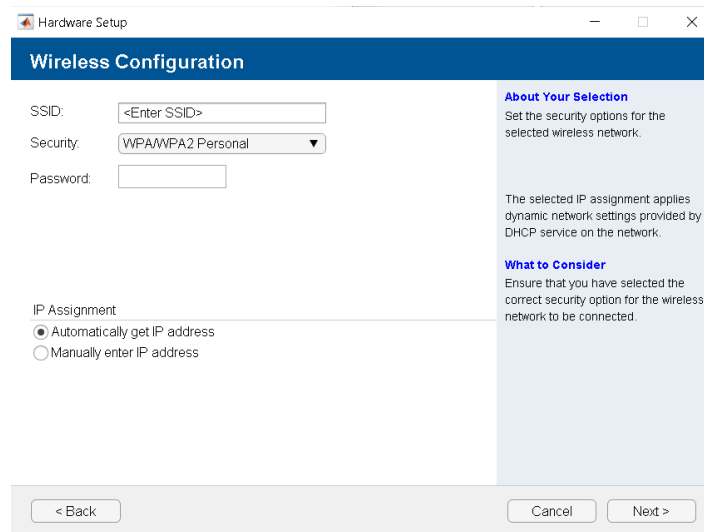 Hardware Setup
Wireless Configuration
SSID:
<Enter SSID>
Security:
WPA/WPA2 Personal
Password:
IP Assignment
Automatically get IP address
Manually enter IP address
About Your Selection
Set the security options for the
selected wireless network.
The selected IP assignment applies
dynamic network settings provided by
DHCP service on the network.
What to Consider
Ensure that you have selected the
correct security option for the wireless
network to be connected.
< Back
Cancel
Next >